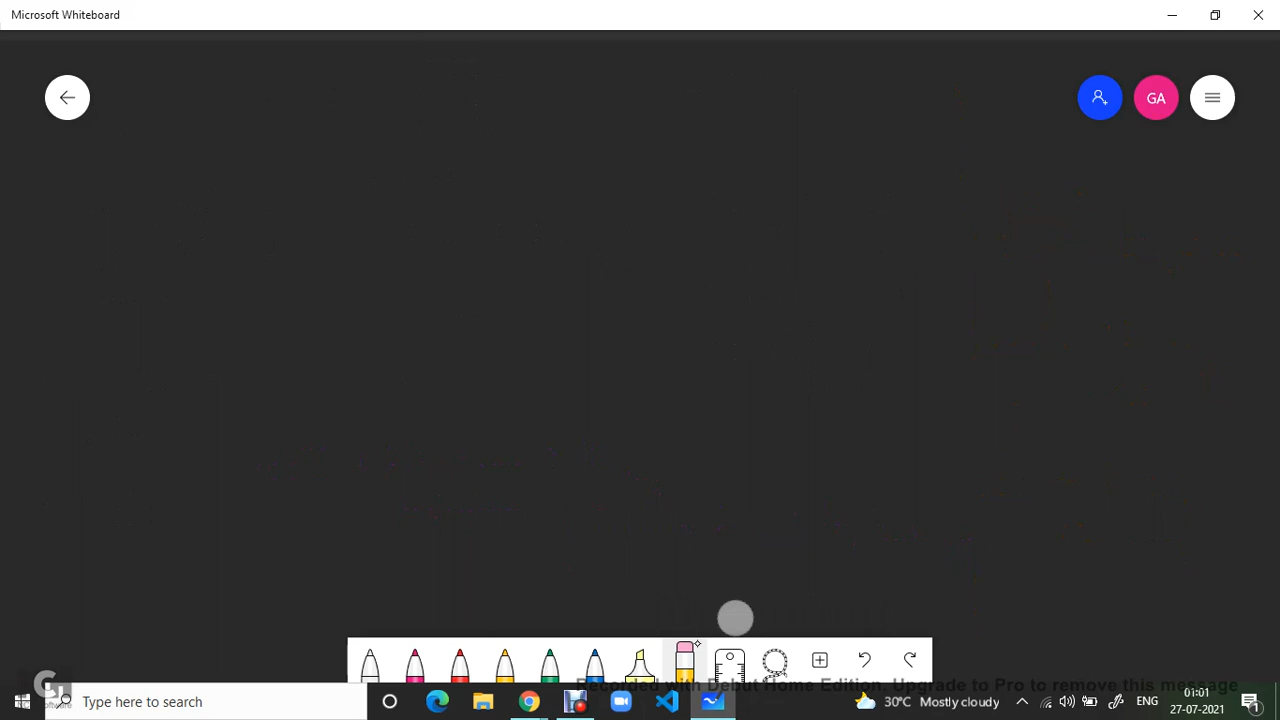 Microsoft Whiteboard
GA
Recorded with Debut Home Edition. Upgrade to Pro to remove this message
Type here to search
30°C Mostly cloudy
ENG
01:01
27-07-2021
1